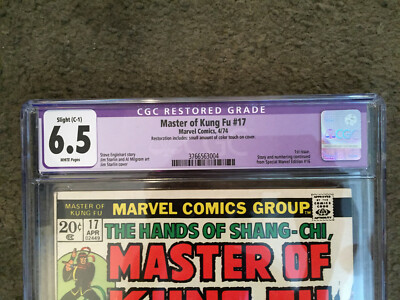 CGC RESTORED GRADE
Slight (C-1)
6.5
WHITE Pages
Master of Kung Fu #17
Marvel Comics, 4/74
Restoration includes: small amount of color touch on cover.
Steve Englehart story
Jim Starlin and Al Milgrom art
Jim Starlin cover
3766563004
1st issue.
Story and numbering continued
from Special Marvel Edition #16
MASTER OF
KUNG FU
MARVEL COMICS GROUP
20¢
17
APR
02449
THE HANDS OF SHANG-CHI,
MASTER OF
KUNG FU